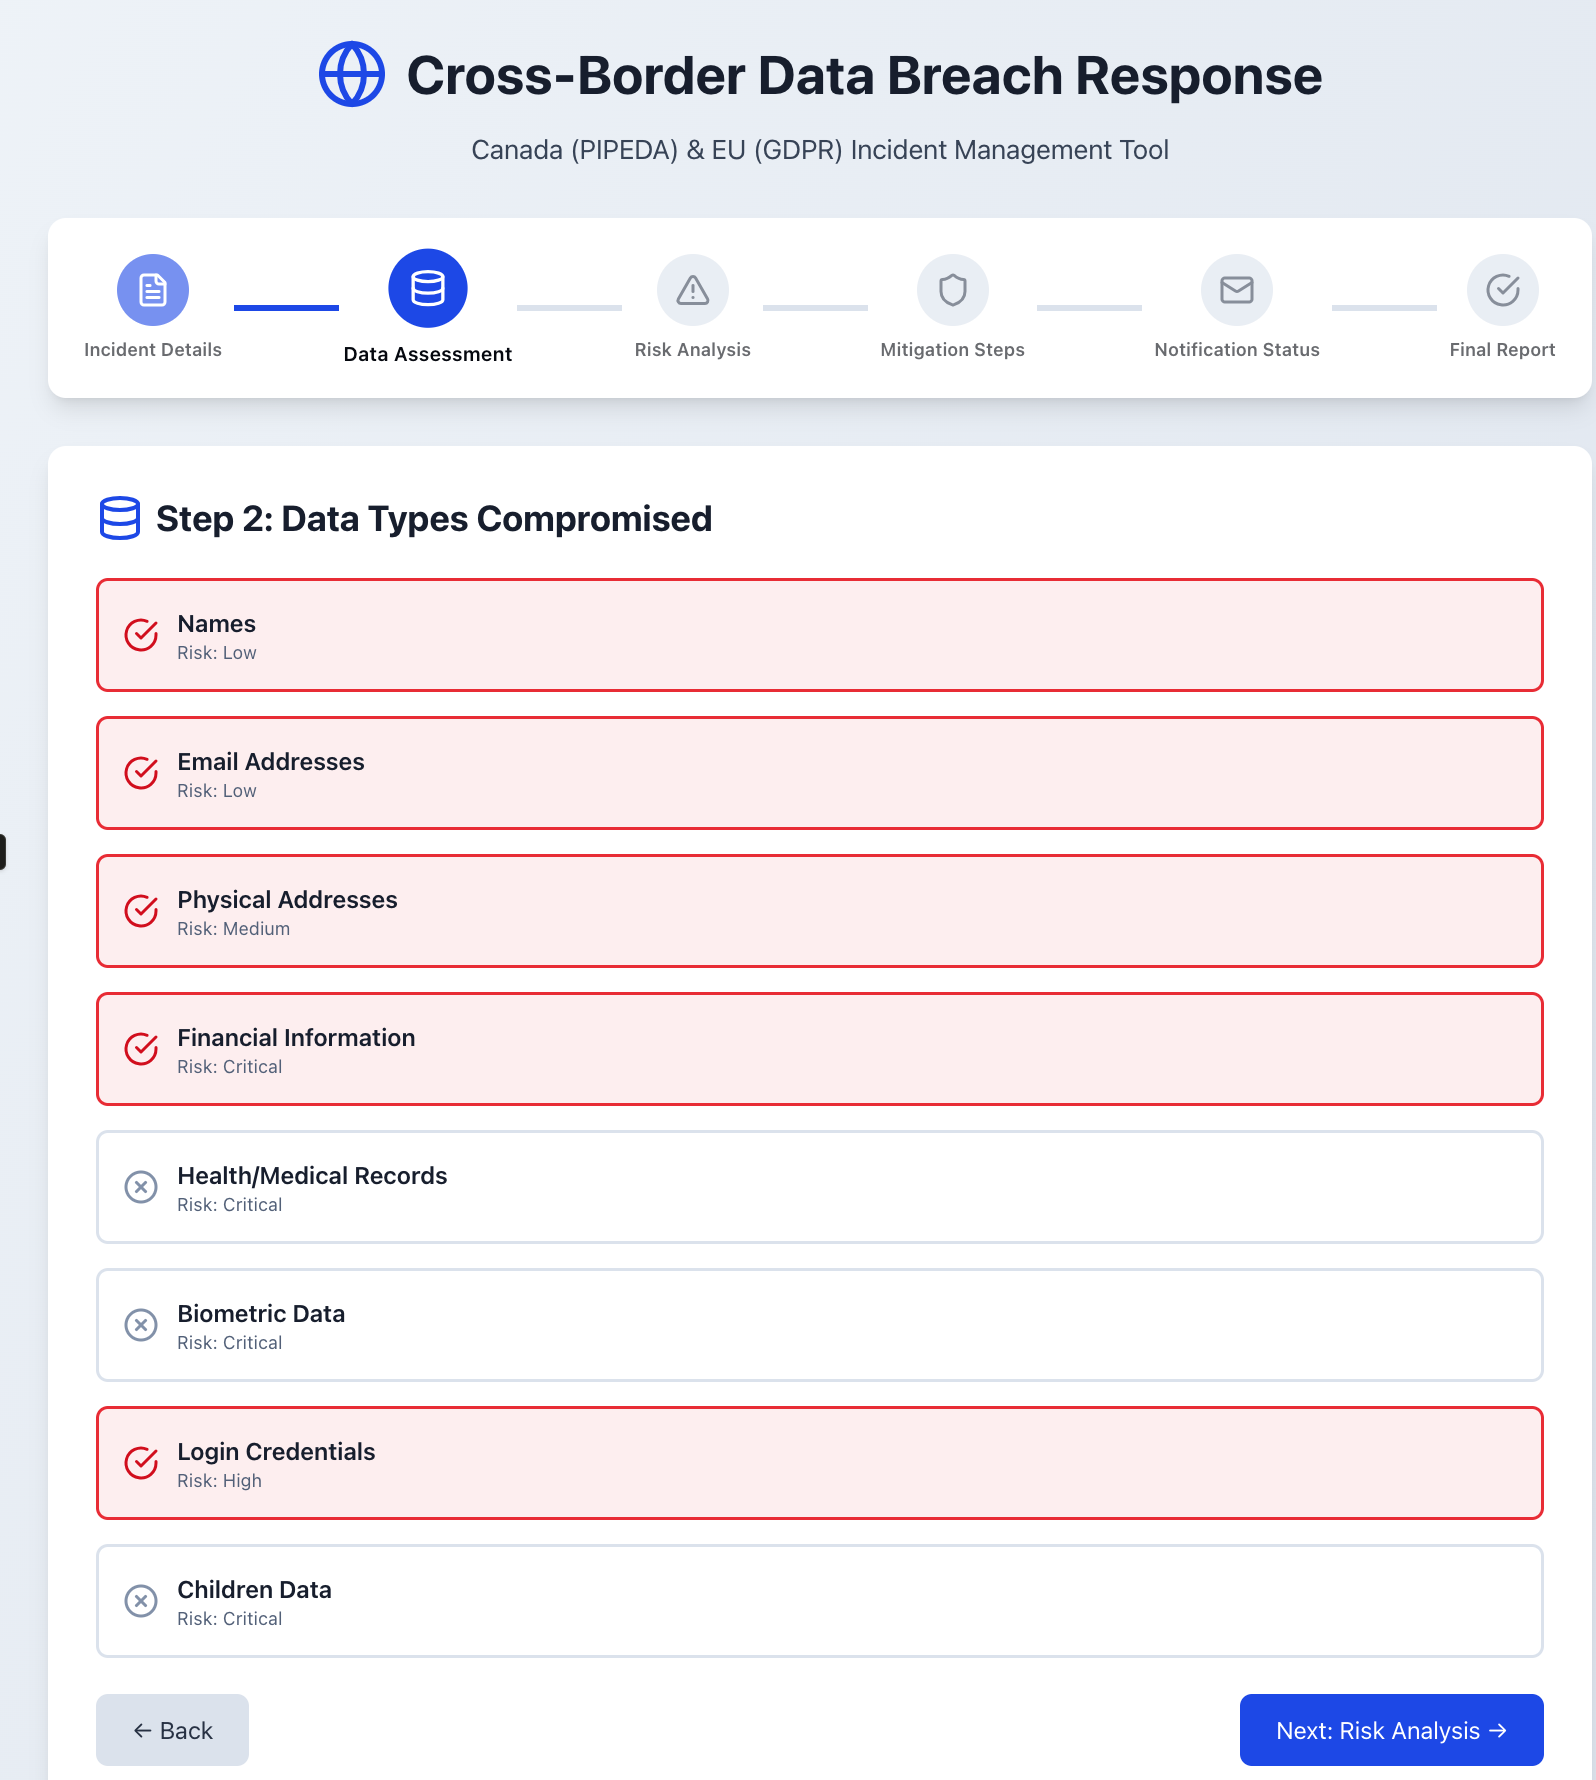 Cross-Border Data Breach Response
Canada (PIPEDA) & EU (GDPR) Incident Management Tool
Incident Details
Data Assessment
Risk Analysis
Mitigation Steps
Notification Status
Final Report
Step 2: Data Types Compromised
Names
Risk: Low
Email Addresses
Risk: Low
Physical Addresses
Risk: Medium
Financial Information
Risk: Critical
Health/Medical Records
Risk: Critical
Biometric Data
Risk: Critical
Login Credentials
Risk: High
Children Data
Risk: Critical
← Back
Next: Risk Analysis →